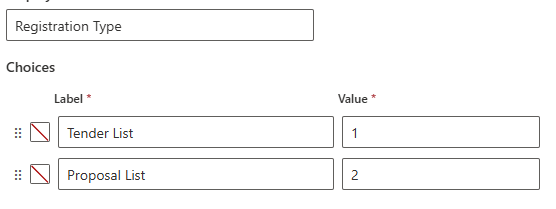 Registration Type
Choices
Label *
Value *
Tender List
1
Proposal List
2